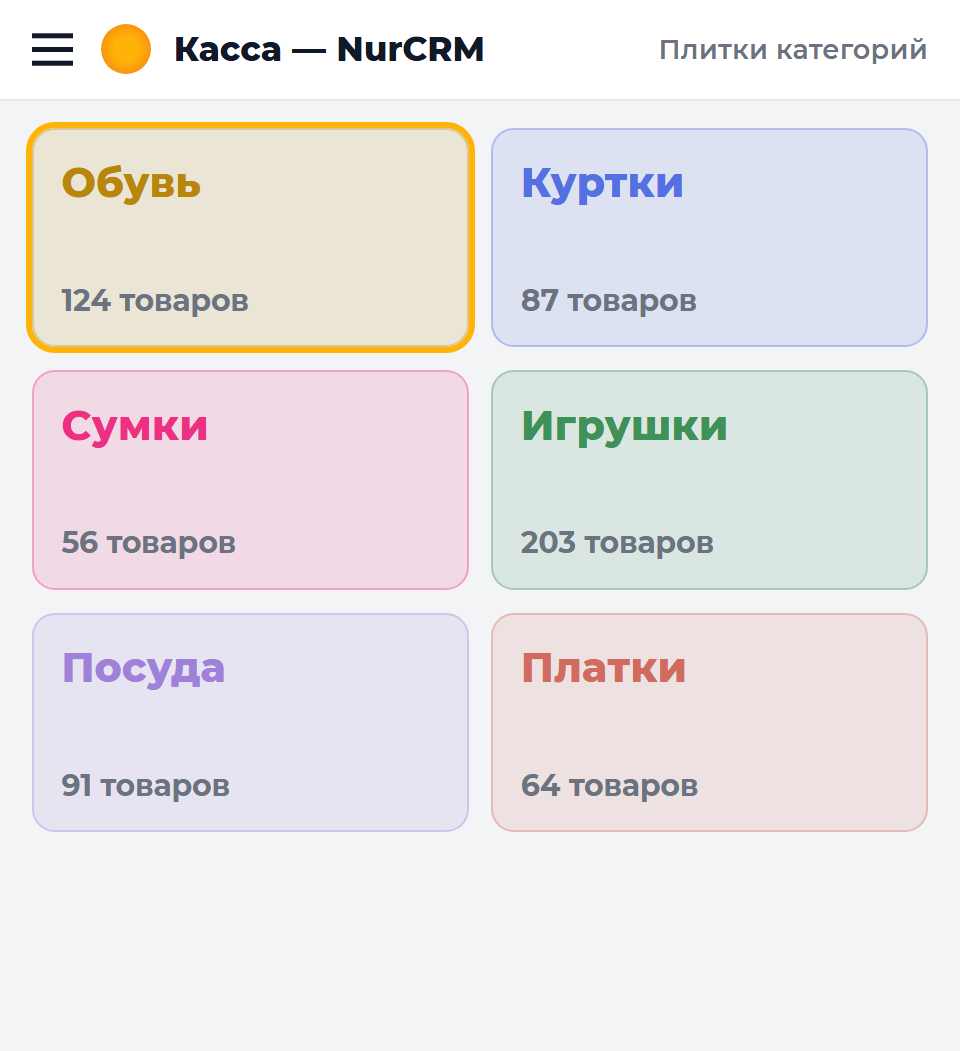 Касса — NurCRM
Плитки категорий
Обувь
124 товаров
Куртки
87 товаров
Сумки
56 товаров
Игрушки
203 товаров
Посуда
91 товаров
Платки
64 товаров